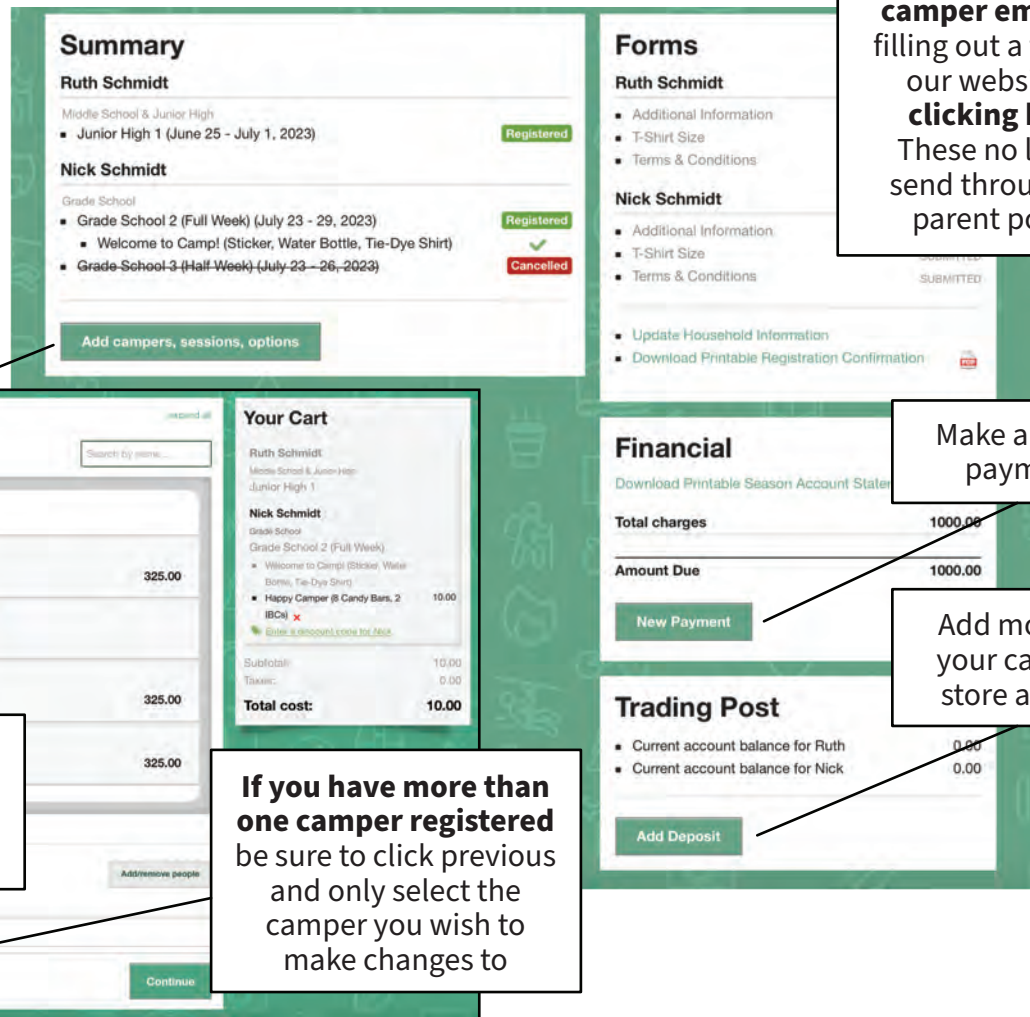 camper em
filling out a
our webs
clicking
These no l
send throu
parent po
Summary
Ruth Schmidt
Middle School & Junior High
Junior High 1 (June 25 - July 1, 2023)
Registered
Nick Schmidt
Grade School
Grade School 2 (Full Week) (July 23 - 29, 2023)
Registered
Welcome to Camp! (Sticker, Water Bottle, Tie-Dye Shirt)
Grade School 3 (Half Week) (July 23 - 26, 2023)
Cancelled
Add campers, sessions, options
Forms
Ruth Schmidt
Additional Information
T-Shirt Size
Terms & Conditions
Nick Schmidt
Additional Information
T-Shirt Size
SUBMITTED
Terms & Conditions
SUBMITTED
Update Household Information
Download Printable Registration Confirmation
expand all
Search by name...
325.00
325.00
325.00
Add/remove people
Continue
Your Cart
Ruth Schmidt
Middle School & Junior High
Junior High 1
Nick Schmidt
Grade School
Grade School 2 (Full Week)
Welcome to Camp! (Sticker, Water
Bottle, Tie-Dye Shirt)
Happy Camper (8 Candy Bars, 2 10.00
IBCs)
Enter a discount code for Nick
Subtotal: 10.00
Taxes: 0.00
Total cost: 10.00
If you have more than
one camper registered
be sure to click previous
and only select the
camper you wish to
make changes to
Financial
Download Printable Season Account Stater
Total charges 1000.00
Amount Due 1000.00
New Payment
Make a
paym
Trading Post
Current account balance for Ruth 0.00
Current account balance for Nick 0.00
Add Deposit
Add mo
your ca
store a